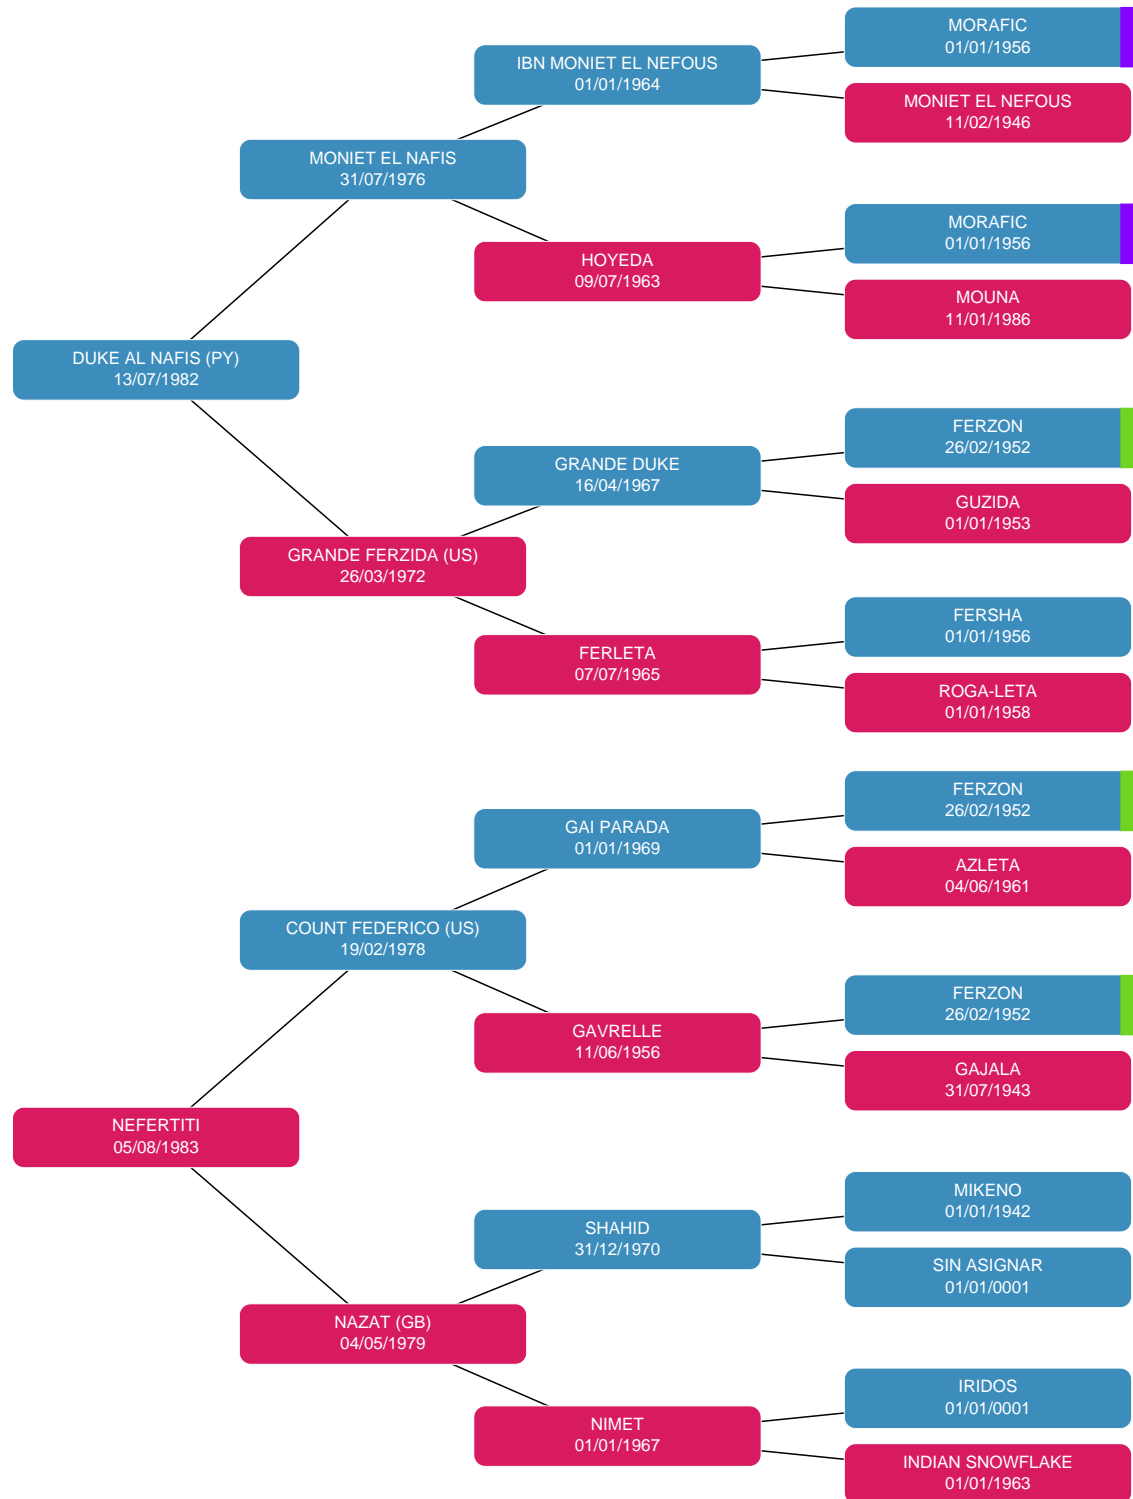 MORAFIC
01/01/1956
IBN MONIET EL NEFOUS
01/01/1964
MONIET EL NEFOUS
11/02/1946
MONIET EL NAFIS
31/07/1976
MORAFIC
01/01/1956
HOYEDA
09/07/1963
MOUNA
11/01/1986
DUKE AL NAFIS (PY)
13/07/1982
FERZON
26/02/1952
GRANDE DUKE
16/04/1967
GUZIDA
01/01/1953
GRANDE FERZIDA (US)
26/03/1972
FERSHA
01/01/1956
FERLETA
07/07/1965
ROGA-LETA
01/01/1958
FERZON
26/02/1952
GAI PARADA
01/01/1969
AZLETA
04/06/1961
COUNT FEDERICO (US)
19/02/1978
FERZON
26/02/1952
GAVRELLE
11/06/1956
GAJALA
31/07/1943
NEFERTITI
05/08/1983
MIKENO
01/01/1942
SHAHID
31/12/1970
SIN ASIGNAR
01/01/0001
NAZAT (GB)
04/05/1979
IRIDOS
01/01/0001
NIMET
01/01/1967
INDIAN SNOWFLAKE
01/01/1963